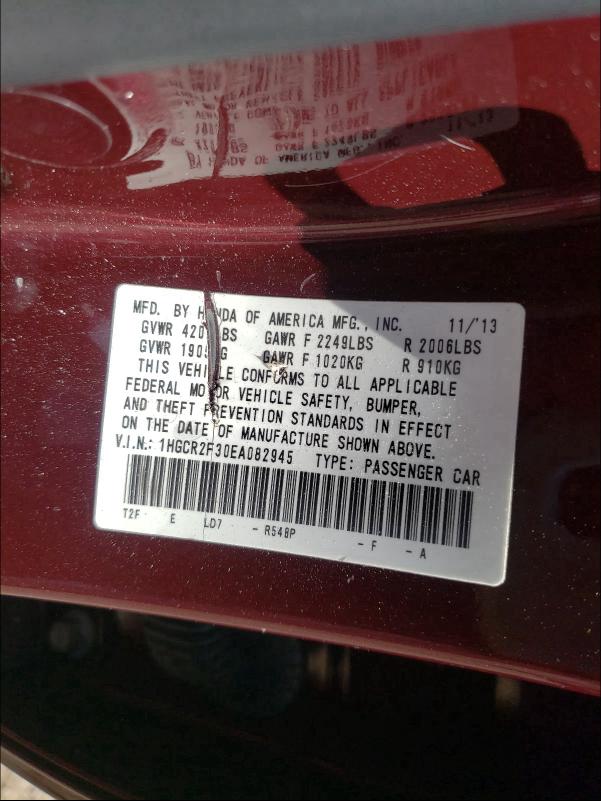 MFD. BY HONDA OF AMERICA MFG., INC. 11/'13
GVWR 420 LBS GAWR F 2249LBS R 2006LBS
GVWR 1905KG GAWR F 1020KG R 910KG
THIS VEHICLE CONFORMS TO ALL APPLICABLE
FEDERAL MOTOR VEHICLE SAFETY, BUMPER,
AND THEFT PREVENTION STANDARDS IN EFFECT
ON THE DATE OF MANUFACTURE SHOWN ABOVE.
V.I.N.: 1HGCR2F30EA082945 TYPE: PASSENGER CAR
T2F E LD7 - R548P - F - A